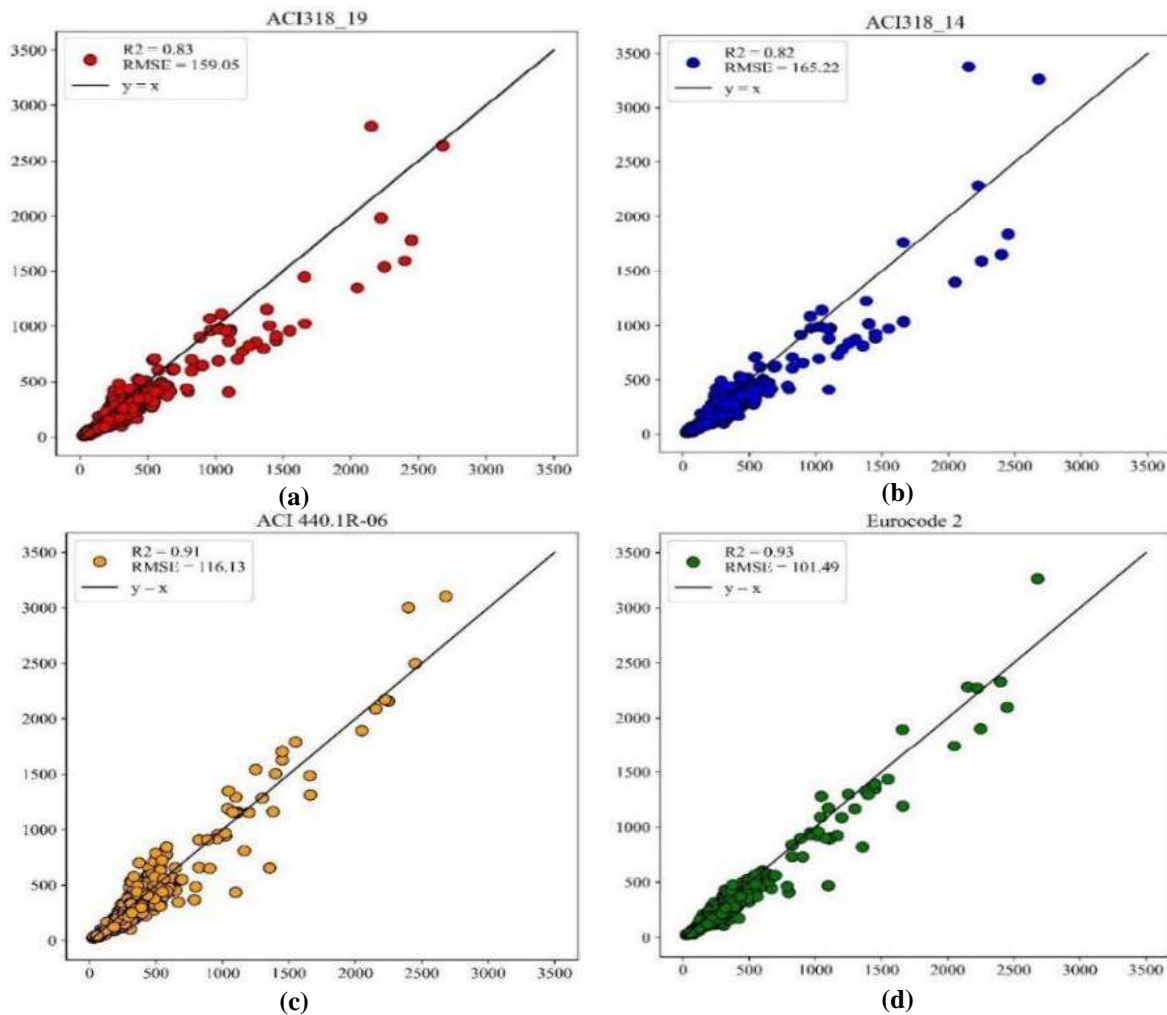 ACI318_19
R2 = 0.83
RMSE = 159.05
y = x
3500
3000
2500
2000
1500
1000
500
0
0 500 1000 1500 2000 2500 3000 3500
(a)
ACI318_14
R2 = 0.82
RMSE = 165.22
y = x
3500
3000
2500
2000
1500
1000
500
0
0 500 1000 1500 2000 2500 3000 3500
(b)
ACI 440.1R-06
R2 = 0.91
RMSE = 116.13
y = x
3500
3000
2500
2000
1500
1000
500
0
0 500 1000 1500 2000 2500 3000 3500
(c)
Eurocode 2
R2 = 0.93
RMSE = 101.49
y = x
3500
3000
2500
2000
1500
1000
500
0
0 500 1000 1500 2000 2500 3000 3500
(d)